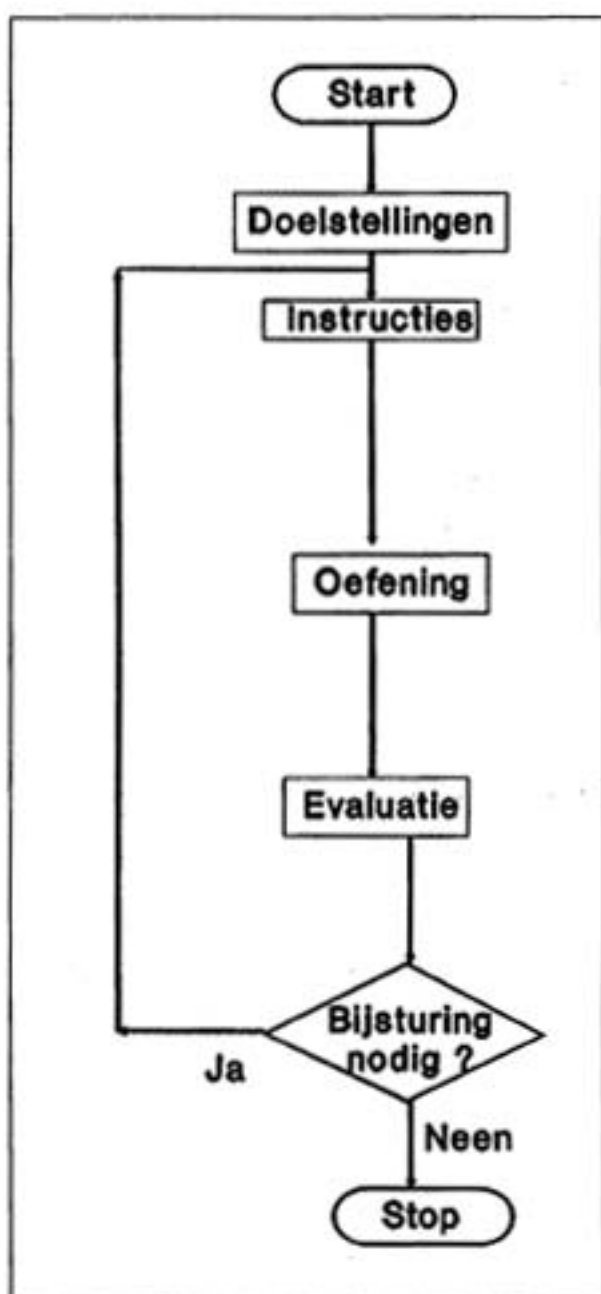 Start
Doelstellingen
Instructies
Oefening
Evaluatie
Bijsturing
nodig ?
Ja
Neen
Stop